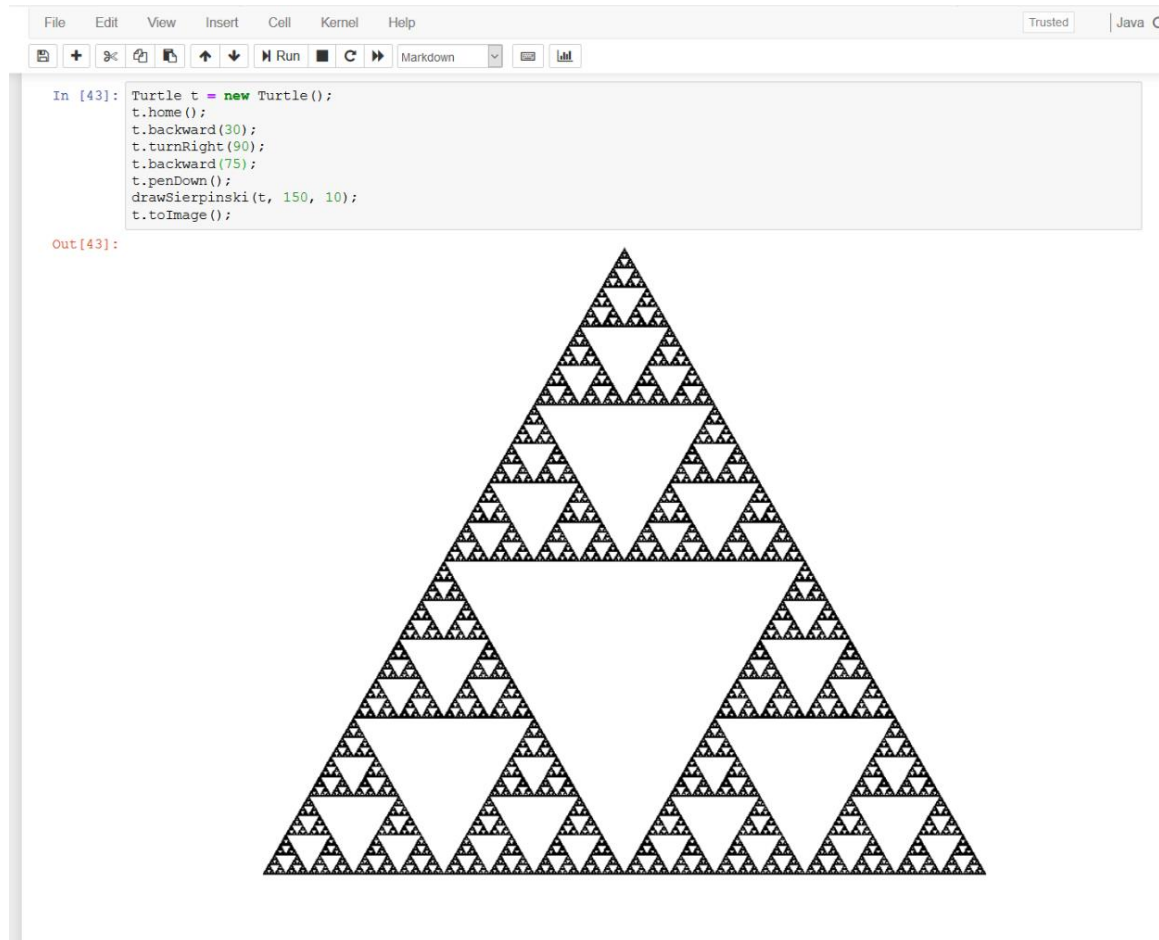 File Edit View Insert Cell Kernel Help Trusted Java
Run Markdown
In [43]: Turtle t = new Turtle();
t.home();
t.backward(30);
t.turnRight(90);
t.backward(75);
t.penDown();
drawSierpinski(t, 150, 10);
t.toImage();
Out[43]: